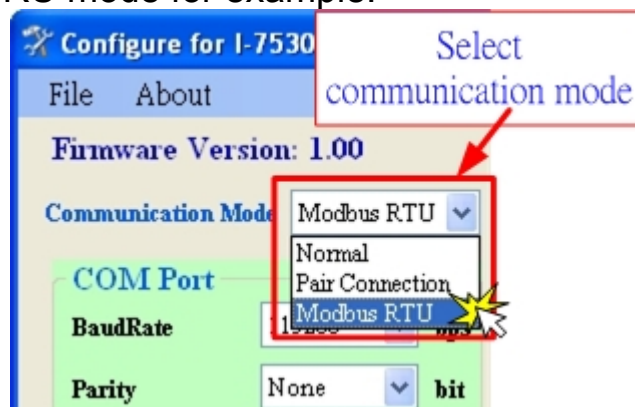 mode for example:
Configure for I-7530
Select
communication mode
File About
Firmware Version: 1.00
Communication Mode Modbus RTU
Normal
Pair Connection
Modbus RTU
COM Port
BaudRate bps
Parity None bit